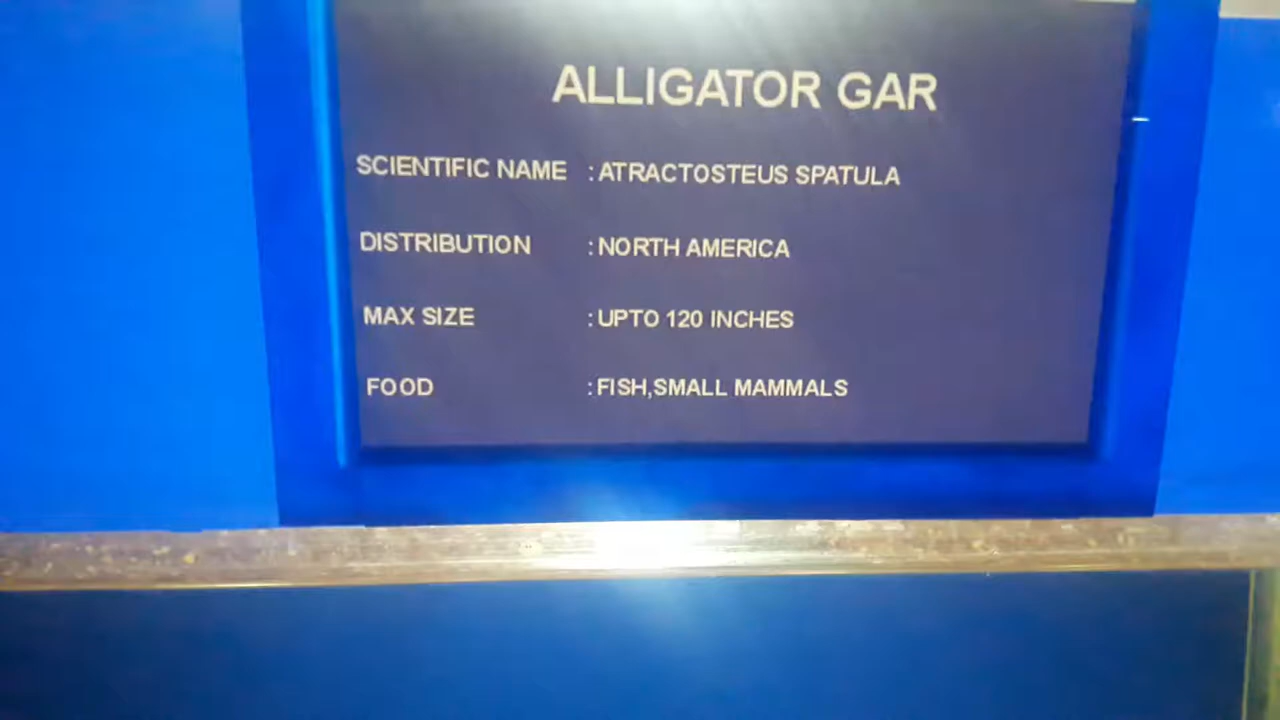 ALLIGATOR GAR
SCIENTIFIC NAME : ATRACTOSTEUS SPATULA
DISTRIBUTION : NORTH AMERICA
MAX SIZE : UPTO 120 INCHES
FOOD : FISH,SMALL MAMMALS